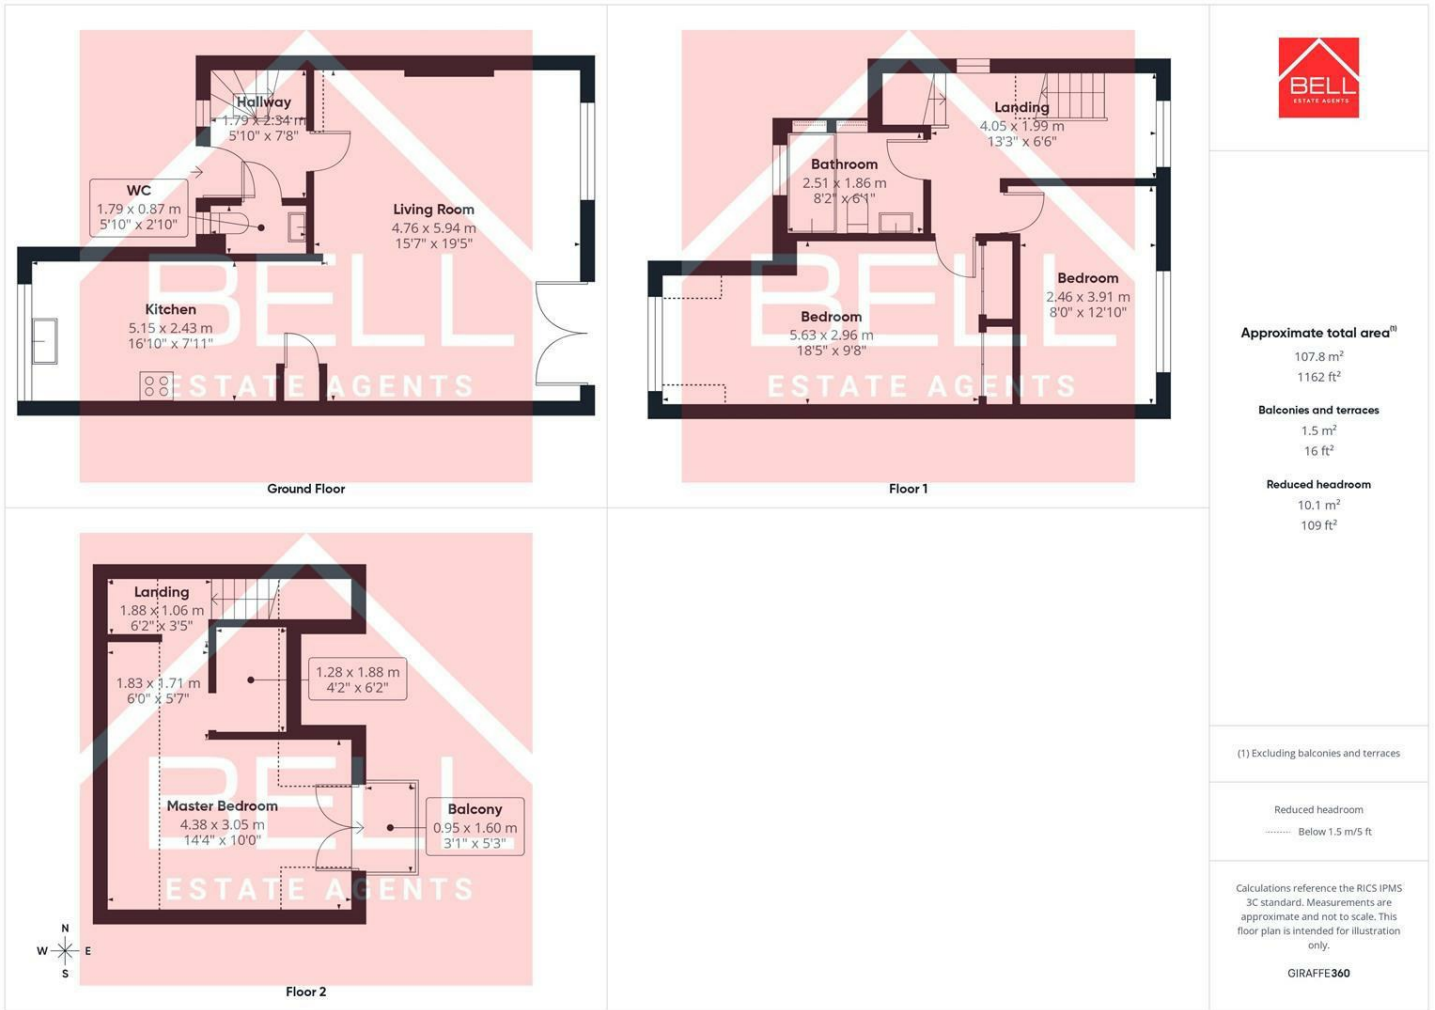 Hallway
1.79 x 2.34 m
5'10" x 7'8"
WC
1.79 x 0.87 m
5'10" x 2'10"
Living Room
4.76 x 5.94 m
15'7" x 19'5"
Kitchen
5.15 x 2.43 m
16'10" x 7'11"
BELL
ESTATE AGENTS
Ground Floor
Landing
4.05 x 1.99 m
13'3" x 6'6"
Bathroom
2.51 x 1.86 m
8'2" x 6'1"
Bedroom
2.46 x 3.91 m
8'0" x 12'10"
Bedroom
5.63 x 2.96 m
18'5" x 9'8"
BELL
ESTATE AGENTS
Floor 1
Landing
1.88 x 1.06 m
6'2" x 3'5"
1.28 x 1.88 m
4'2" x 6'2"
1.83 x 1.71 m
6'0" x 5'7"
Master Bedroom
4.38 x 3.05 m
14'4" x 10'0"
Balcony
0.95 x 1.60 m
3'1" x 5'3"
BELL
ESTATE AGENTS
N
W E
S
Floor 2
BELL
ESTATE AGENTS
Approximate total area(1)
107.8 m²
1162 ft²
Balconies and terraces
1.5 m²
16 ft²
Reduced headroom
10.1 m²
109 ft²
(1) Excluding balconies and terraces
Reduced headroom
Below 1.5 m/5 ft
Calculations reference the RICS IPMS
3C standard. Measurements are
approximate and not to scale. This
floor plan is intended for illustration
only.
GIRAFFE360